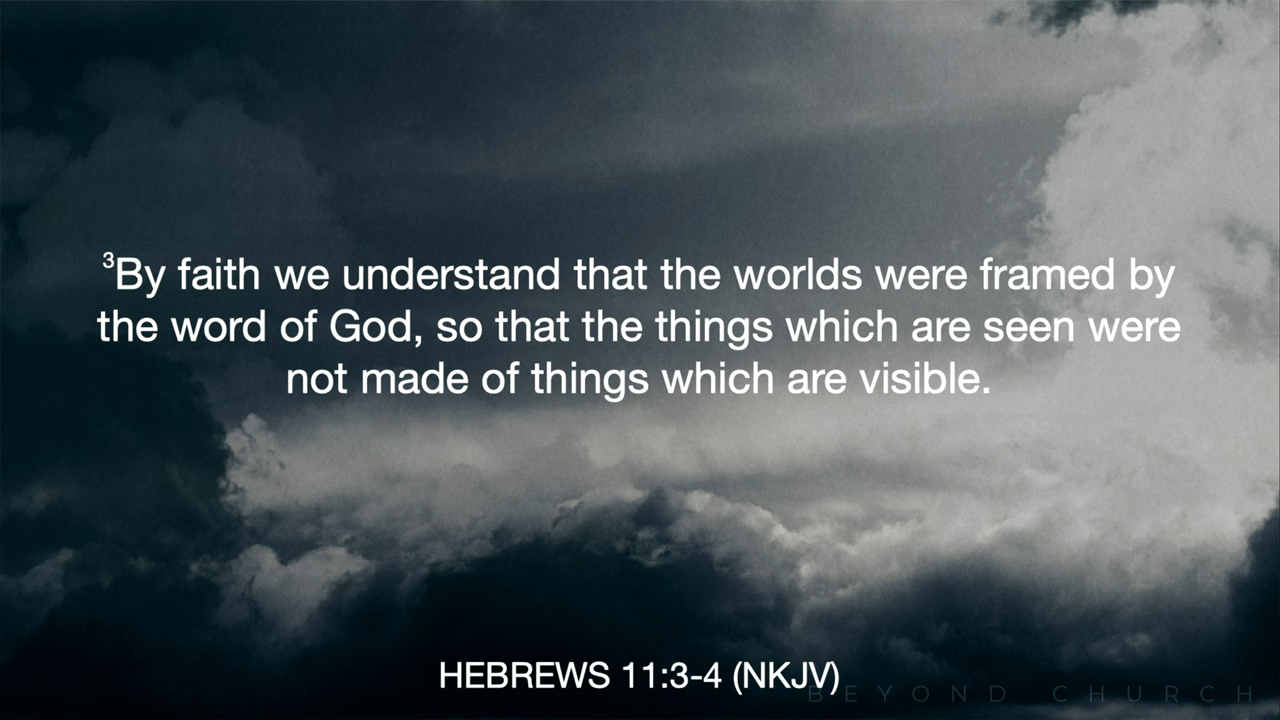 ³By faith we understand that the worlds were framed by
the word of God, so that the things which are seen were
not made of things which are visible.
HEBREWS 11:3-4 (NKJV)
BEYOND CHURCH